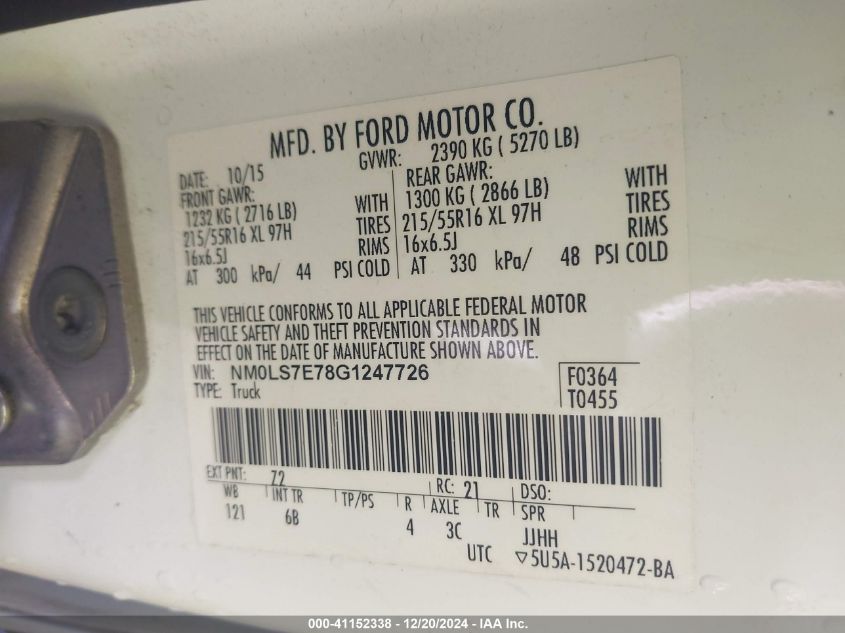 MFD. BY FORD MOTOR CO.
DATE: 10/15 GVWR: 2390 KG ( 5270 LB)
FRONT GAWR: REAR GAWR:
1232 KG ( 2716 LB) WITH 1300 KG ( 2866 LB) WITH
215/55R16 XL 97H TIRES 215/55R16 XL 97H TIRES
16x6.5J RIMS 16x6.5J RIMS
AT 300 kPa/ 44 PSI COLD AT 330 kPa/ 48 PSI COLD
THIS VEHICLE CONFORMS TO ALL APPLICABLE FEDERAL MOTOR
VEHICLE SAFETY AND THEFT PREVENTION STANDARDS IN
EFFECT ON THE DATE OF MANUFACTURE SHOWN ABOVE.
VIN: NM0LS7E78G1247726 F0364
TYPE: Truck T0455
EXT PNT: Z2 RC: 21 DSO:
WB INT TR TP/PS R AXLE TR SPR
121 6B 4 3C JJHH
UTC ▽5U5A-1520472-BA
000-41152338 - 12/20/2024 - IAA Inc.